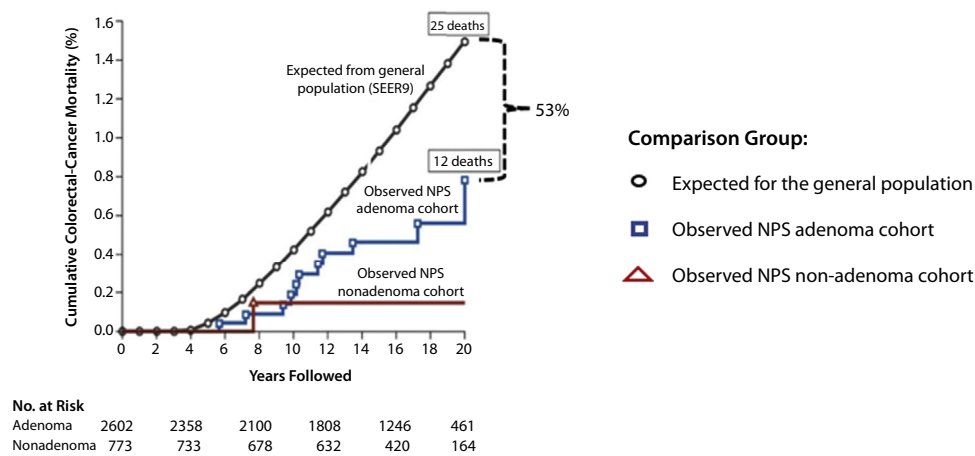 Cumulative Colorectal-Cancer Mortality (%)
1.6
1.4
1.2
1.0
0.8
0.6
0.4
0.2
0.0
25 deaths
Expected from general
population (SEER9)
53%
12 deaths
Observed NPS
adenoma cohort
Observed NPS
nonadenoma cohort
0 2 4 6 8 10 12 14 16 18 20
Years Followed
Comparison Group:
Expected for the general population
Observed NPS adenoma cohort
Observed NPS non-adenoma cohort
No. at Risk
Adenoma 2602 2358 2100 1808 1246 461
Nonadenoma 773 733 678 632 420 164